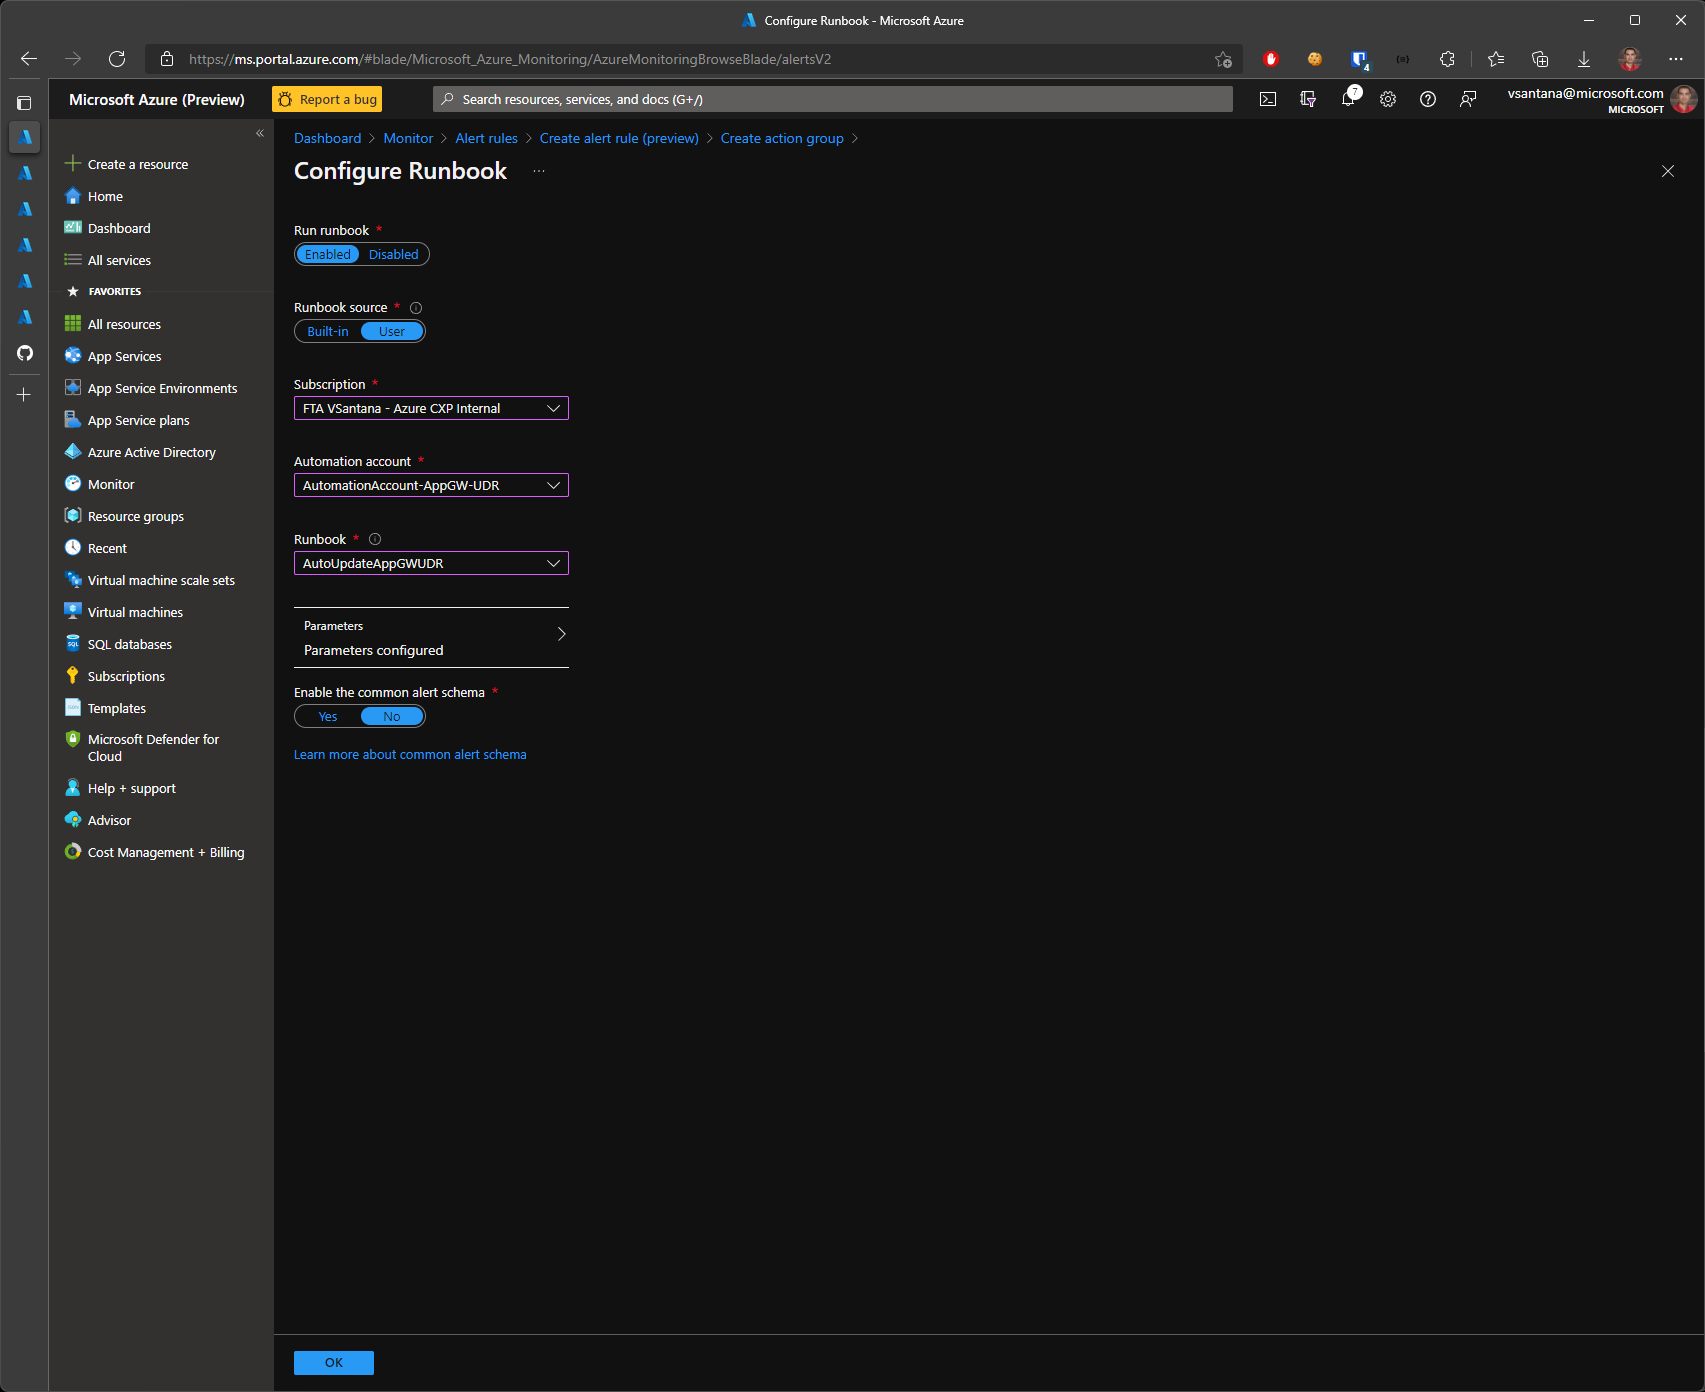 Configure Runbook - Microsoft Azure
https://ms.portal.azure.com/#blade/Microsoft_Azure_Monitoring/AzureMonitoringBrowseBlade/alertsV2
4
Microsoft Azure (Preview)
Report a bug
Search resources, services, and docs (G+/)
7
vsantana@microsoft.com
MICROSOFT
«
Create a resource
Home
Dashboard
All services
FAVORITES
All resources
App Services
App Service Environments
App Service plans
Azure Active Directory
Monitor
Resource groups
Recent
Virtual machine scale sets
Virtual machines
SQL databases
Subscriptions
Templates
Microsoft Defender for
Cloud
Help + support
Advisor
Cost Management + Billing
Dashboard > Monitor > Alert rules > Create alert rule (preview) > Create action group >
Configure Runbook ...
Run runbook *
Enabled Disabled
Runbook source *
Built-in User
Subscription *
FTA VSantana - Azure CXP Internal
Automation account *
AutomationAccount-AppGW-UDR
Runbook *
AutoUpdateAppGWUDR
Parameters
Parameters configured
Enable the common alert schema *
Yes No
Learn more about common alert schema
OK